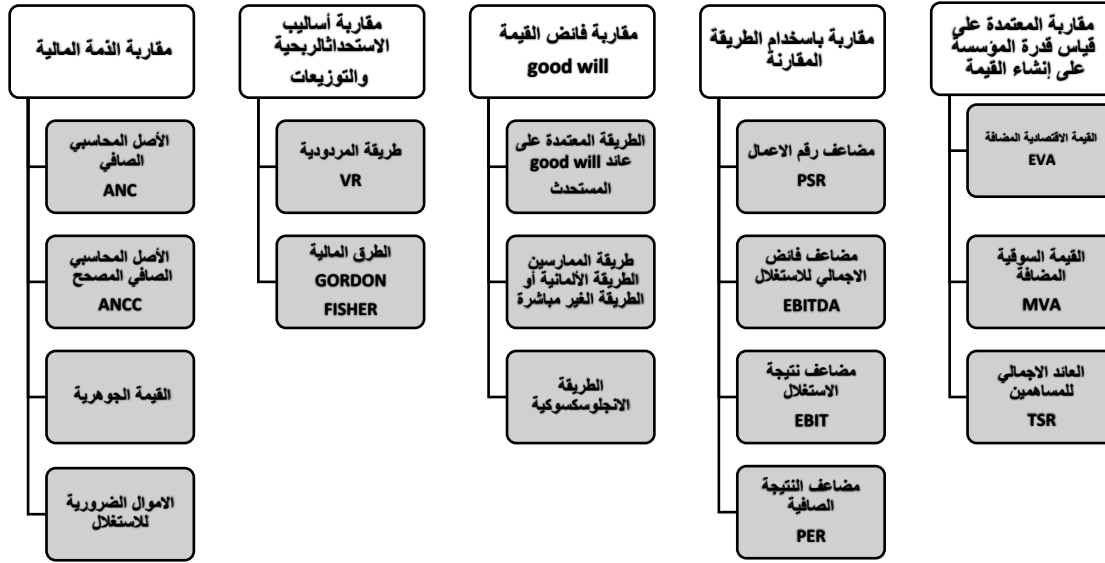 مقاربة المعتمدة على
قياس قدرة المؤسسة
على إنشاء القيمة
القيمة الاقتصادية المضافة
EVA
القيمة السوقية
المضافة
MVA
العائد الاجمالي
للمساهمين
TSR
مقاربة باسخدام الطريقة
المقارنة
مضاعف رقم الاعمال
PSR
مضاعف فائض
الاجمالي للاستغلال
EBITDA
مضاعف نتيجة
الاستغلال
EBIT
مضاعف النتيجة
الصافية
PER
مقاربة فائض القيمة
good will
الطريقة المعتمدة على
عائد good will
المستحدث
طريقة الممارسين
الطريقة الألمانية أو
الطريقة الغير مباشرة
الطريقة
الانجلوسكسوكية
مقاربة أساليب
الاستحداثالربحية
والتوزيعات
طريقة المردودية
VR
الطرق المالية
GORDON
FISHER
مقاربة الذمة المالية
الأصل المحاسبي
الصافي
ANC
الأصل المحاسبي
الصافي المصحح
ANCC
القيمة الجوهرية
الاموال الضرورية
للاستغلال